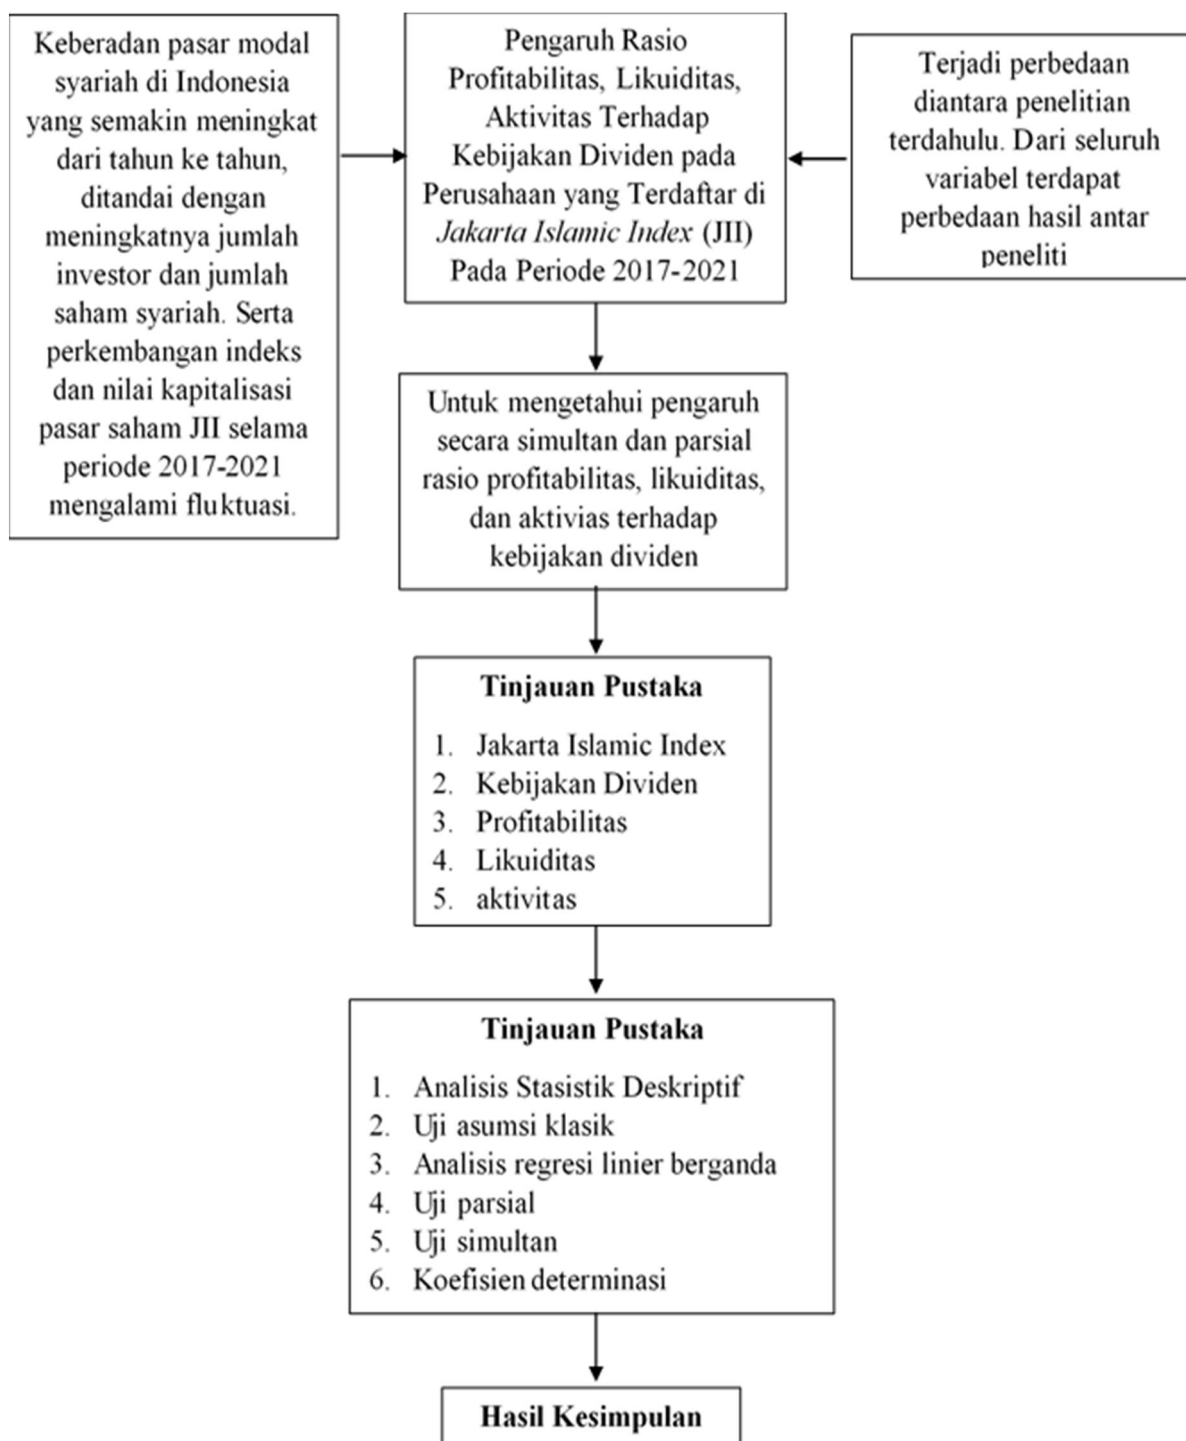 Keberadan pasar modal
syariah di Indonesia
yang semakin meningkat
dari tahun ke tahun,
ditandai dengan
meningkatnya jumlah
investor dan jumlah
saham syariah. Serta
perkembangan indeks
dan nilai kapitalisasi
pasar saham JII selama
periode 2017-2021
mengalami fluktuasi.
Pengaruh Rasio
Profitabilitas, Likuiditas,
Aktivitas Terhadap
Kebijakan Dividen pada
Perusahaan yang Terdaftar di
Jakarta Islamic Index (JII)
Pada Periode 2017-2021
Terjadi perbedaan
diantara penelitian
terdahulu. Dari seluruh
variabel terdapat
perbedaan hasil antar
peneliti
Untuk mengetahui pengaruh
secara simultan dan parsial
rasio profitabilitas, likuiditas,
dan aktivias terhadap
kebijakan dividen
Tinjauan Pustaka
1. Jakarta Islamic Index
2. Kebijakan Dividen
3. Profitabilitas
4. Likuiditas
5. aktivitas
Tinjauan Pustaka
1. Analisis Stasistik Deskriptif
2. Uji asumsi klasik
3. Analisis regresi linier berganda
4. Uji parsial
5. Uji simultan
6. Koefisien determinasi
Hasil Kesimpulan